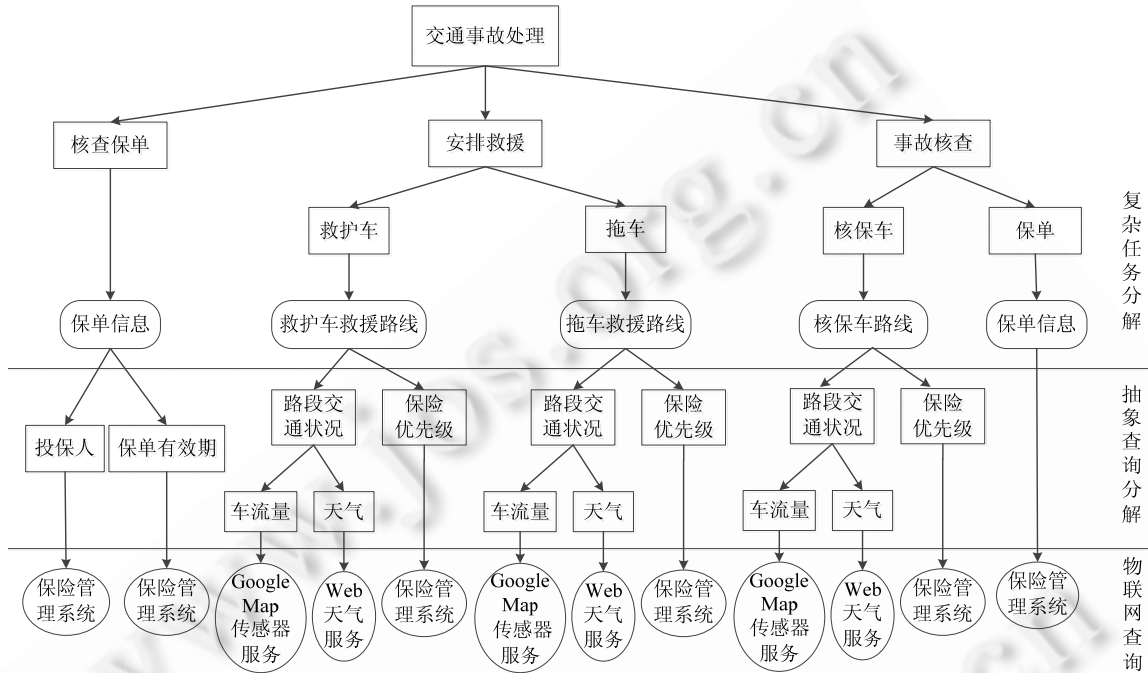 交通事故处理
核查保单
安排救援
事故核查
救护车
拖车
核保车
保单
复杂任务分解
保单信息
救护车救援路线
拖车救援路线
核保车路线
保单信息
路段交
通状况
保险
优先级
路段交
通状况
保险
优先级
路段交
通状况
保险
优先级
抽象查询分解
投保人
保单有效期
车流量
天气
车流量
天气
车流量
天气
保险管
理系统
保险管
理系统
Google
Map
传感器
服务
Web
天气
服务
保险管
理系统
Google
Map
传感器
服务
Web
天气
服务
保险管
理系统
Google
Map
传感器
服务
Web
天气
服务
保险管
理系统
保险管
理系统
物联网查询
www.jos.org.cn
cn